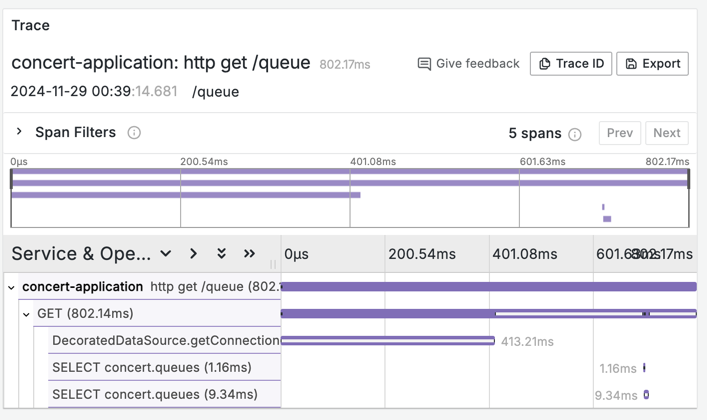 Trace
concert-application: http get /queue 802.17ms
Give feedback
Trace ID
Export
2024-11-29 00:39:14.681 /queue
Span Filters
5 spans
Prev
Next
0μs 200.54ms 401.08ms 601.63ms 802.17ms
Service & Ope...
0μs 200.54ms 401.08ms 601.63ms 802.17ms
concert-application http get /queue (802.
GET (802.14ms)
DecoratedDataSource.getConnection
413.21ms
SELECT concert.queues (1.16ms)
1.16ms
SELECT concert.queues (9.34ms)
9.34ms